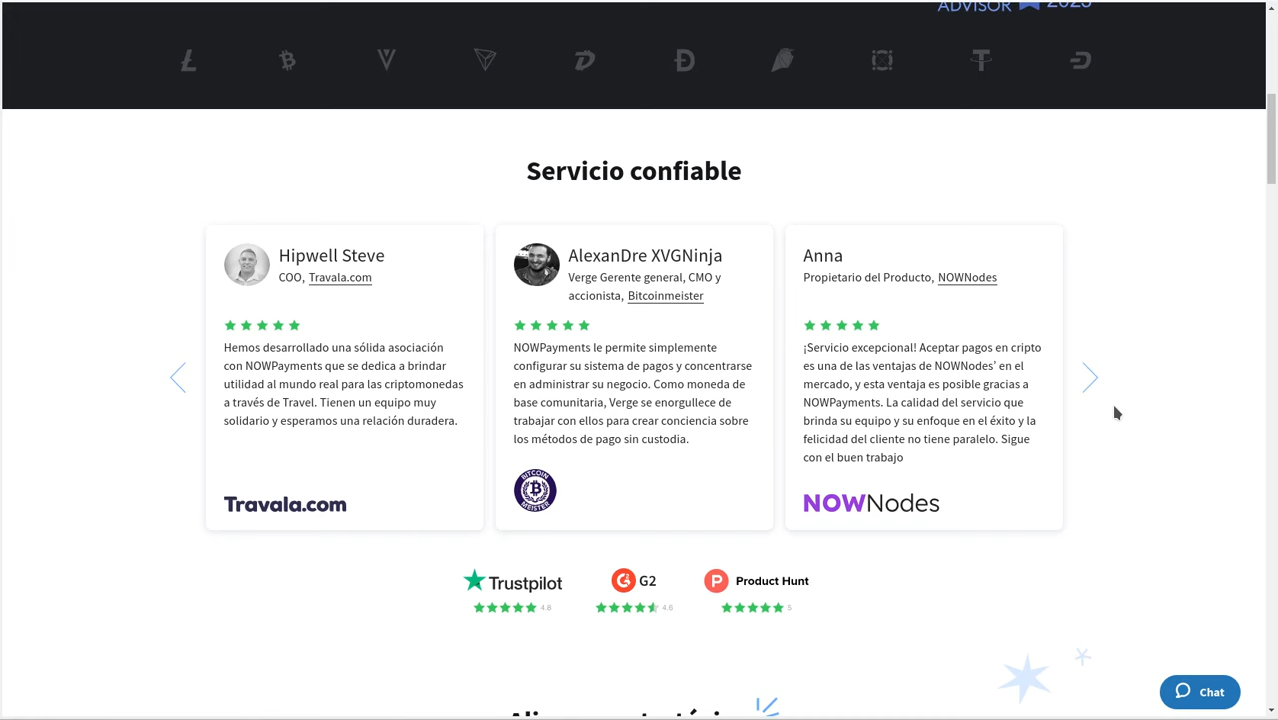 ADVISOR 2023
Servicio confiable
Hipwell Steve
COO, Travala.com
Hemos desarrollado una sólida asociación
con NOWPayments que se dedica a brindar
utilidad al mundo real para las criptomonedas
a través de Travel. Tienen un equipo muy
solidario y esperamos una relación duradera.
Travala.com
AlexanDre XVGNinja
Verge Gerente general, CMO y
accionista, Bitcoinmeister
NOWPayments le permite simplemente
configurar su sistema de pagos y concentrarse
en administrar su negocio. Como moneda de
base comunitaria, Verge se enorgullece de
trabajar con ellos para crear conciencia sobre
los métodos de pago sin custodia.
BITCOIN
MEISTER
Anna
Propietario del Producto, NOWNodes
¡Servicio excepcional! Aceptar pagos en cripto
es una de las ventajas de NOWNodes' en el
mercado, y esta ventaja es posible gracias a
NOWPayments. La calidad del servicio que
brinda su equipo y su enfoque en el éxito y la
felicidad del cliente no tiene paralelo. Sigue
con el buen trabajo
NOWNodes
Trustpilot
4.8
G2
4.6
Product Hunt
5
Chat